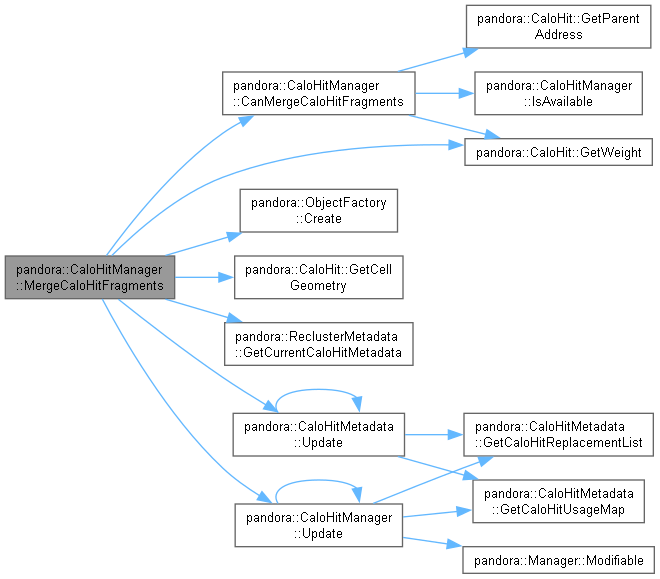 pandora::CaloHit::GetParent
Address
pandora::CaloHitManager
::CanMergeCaloHitFragments
pandora::CaloHitManager
::IsAvailable
pandora::CaloHit::GetWeight
pandora::ObjectFactory
::Create
pandora::CaloHitManager
::MergeCaloHitFragments
pandora::CaloHit::GetCell
Geometry
pandora::ReclusterMetadata
::GetCurrentCaloHitMetadata
pandora::CaloHitMetadata
::Update
pandora::CaloHitMetadata
::GetCaloHitReplacementList
pandora::CaloHitManager
::Update
pandora::CaloHitMetadata
::GetCaloHitUsageMap
pandora::Manager::Modifiable